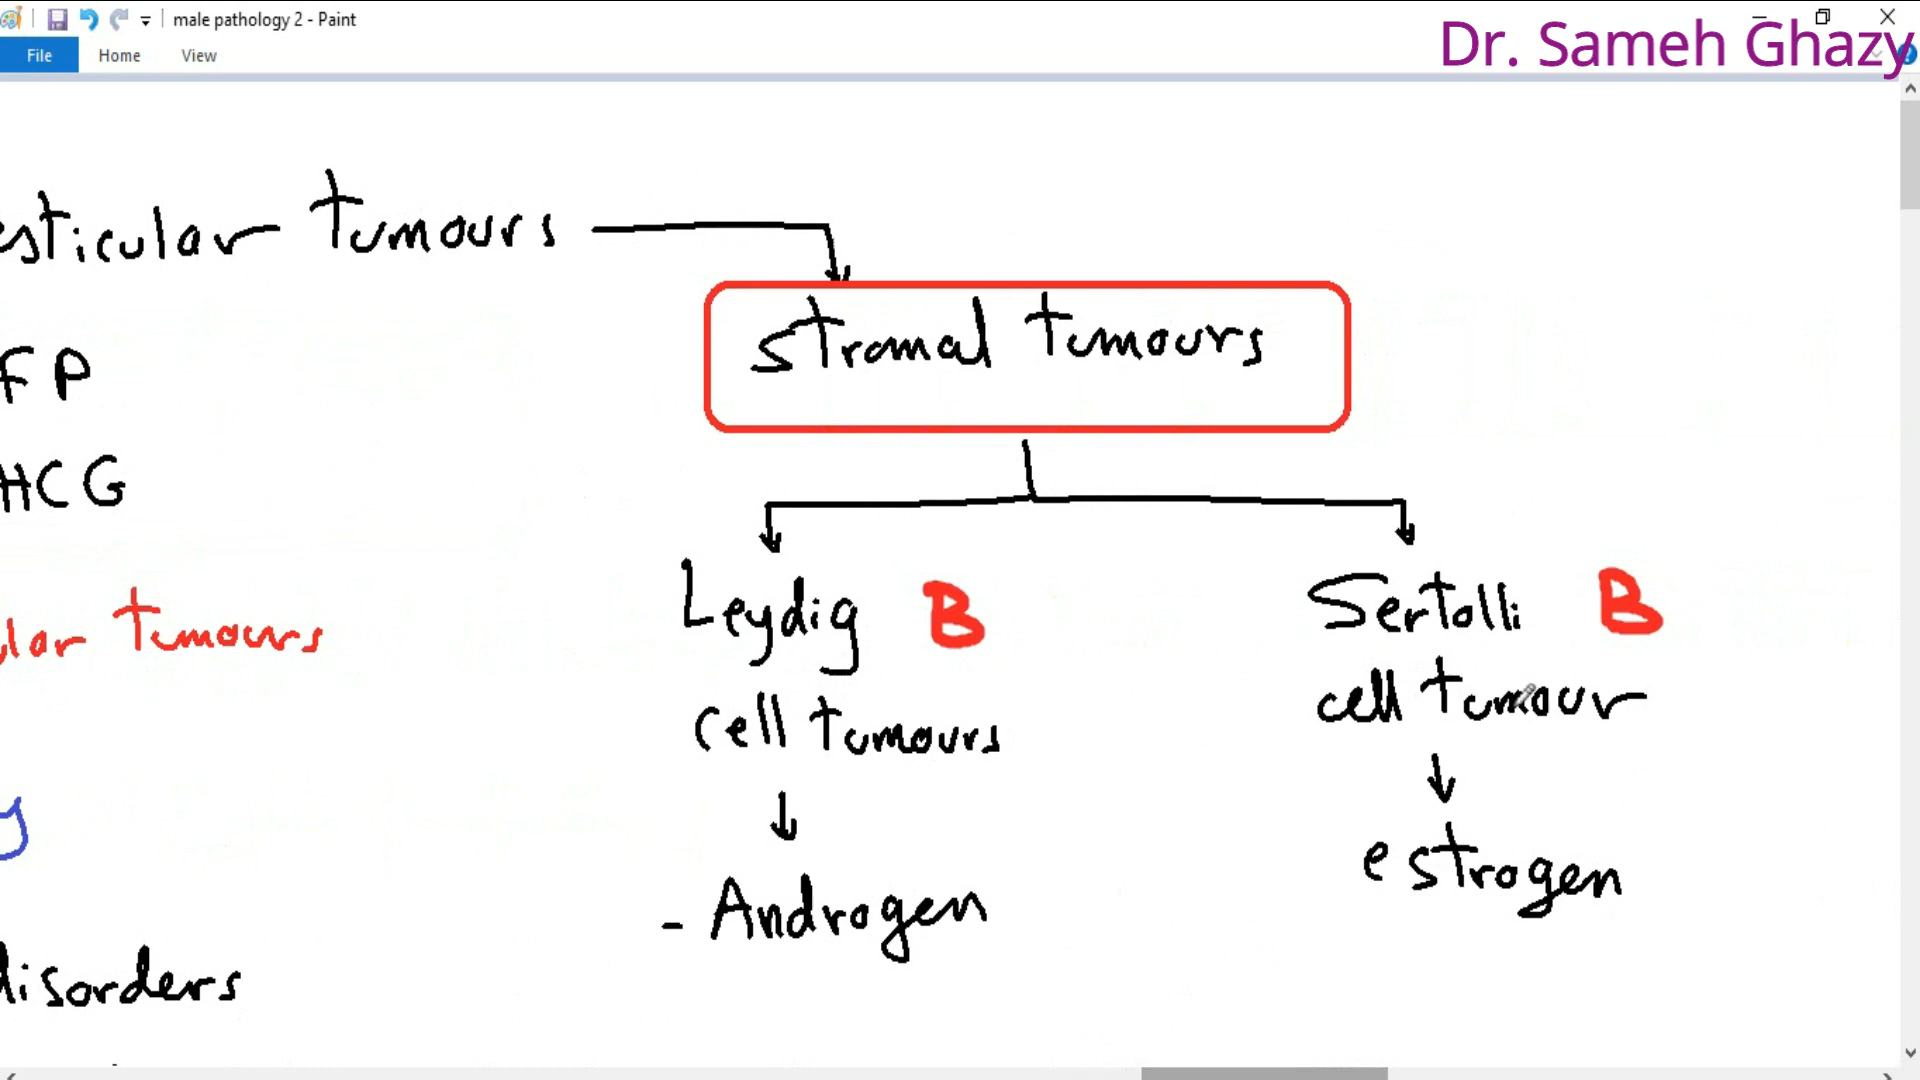 male pathology 2 - Paint
Dr. Sameh Ghazy
File Home View
esticular tumours
stromal tumours
FP
HCG
Leydig B
cell tumours
Sertolli B
cell tumour
lar tumours
y
- Androgen
estrogen
disorders